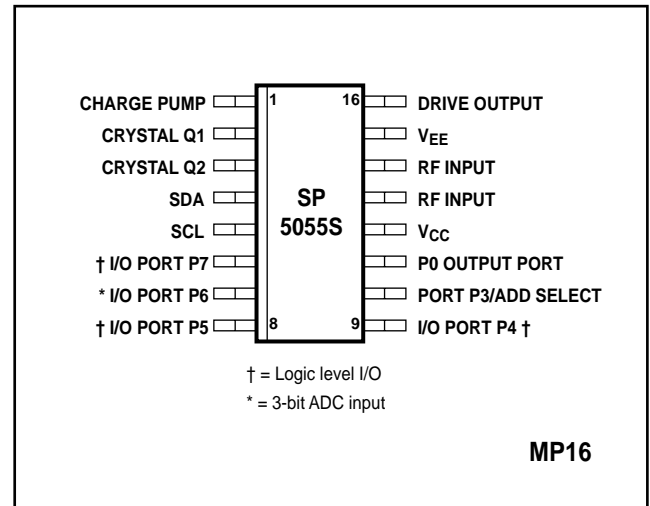 CHARGE PUMP 1 16 DRIVE OUTPUT
CRYSTAL Q1 VEE
CRYSTAL Q2 RF INPUT
SDA SP RF INPUT
SCL 5055S VCC
† I/O PORT P7 P0 OUTPUT PORT
* I/O PORT P6 PORT P3/ADD SELECT
† I/O PORT P5 8 9 I/O PORT P4 †
† = Logic level I/O
* = 3-bit ADC input
MP16